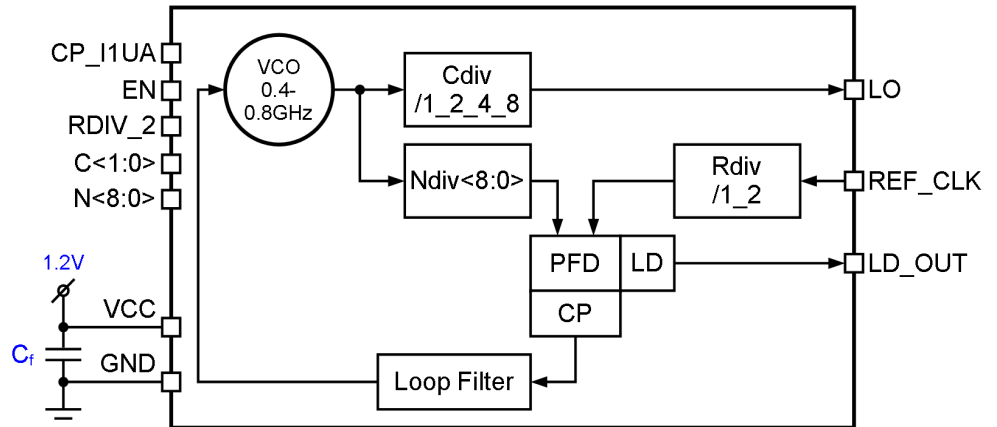 CP_I1UA
EN
RDIV_2
C<1:0>
N<8:0>
1.2V
VCC
Cf
GND
VCO
0.4-
0.8GHz
Cdiv
/1_2_4_8
LO
Ndiv<8:0>
Rdiv
/1_2
REF_CLK
PFD
LD
LD_OUT
CP
Loop Filter